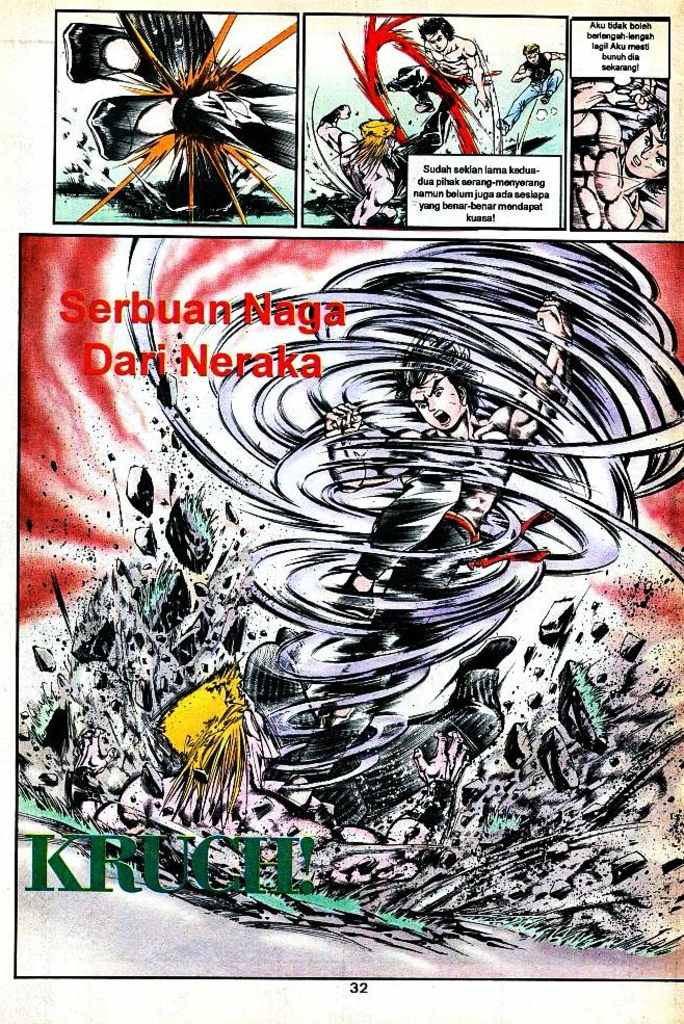 Sudah sekian lama kedua-
dua pihak serang-menyerang
namun belum juga ada sesiapa
yang benar-benar mendapat
kuasa!
Aku tidak boleh
berlengah-lengah
lagi! Aku mesti
bunuh dia
sekarang!
Serbuan Naga
Dari Neraka
KRUCH!
32